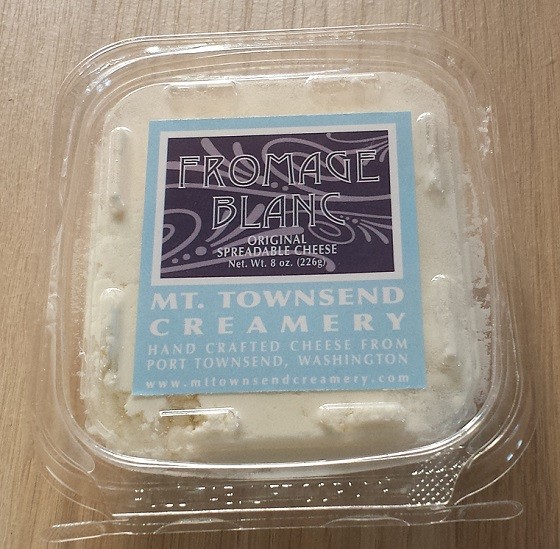 FROMAGE
BLANC
ORIGINAL
SPREADABLE CHEESE
Net. Wt. 8 oz. (226g)
MT. TOWNSEND
CREAMERY
HAND CRAFTED CHEESE FROM
PORT TOWNSEND, WASHINGTON
www.mttownsendcreamery.com